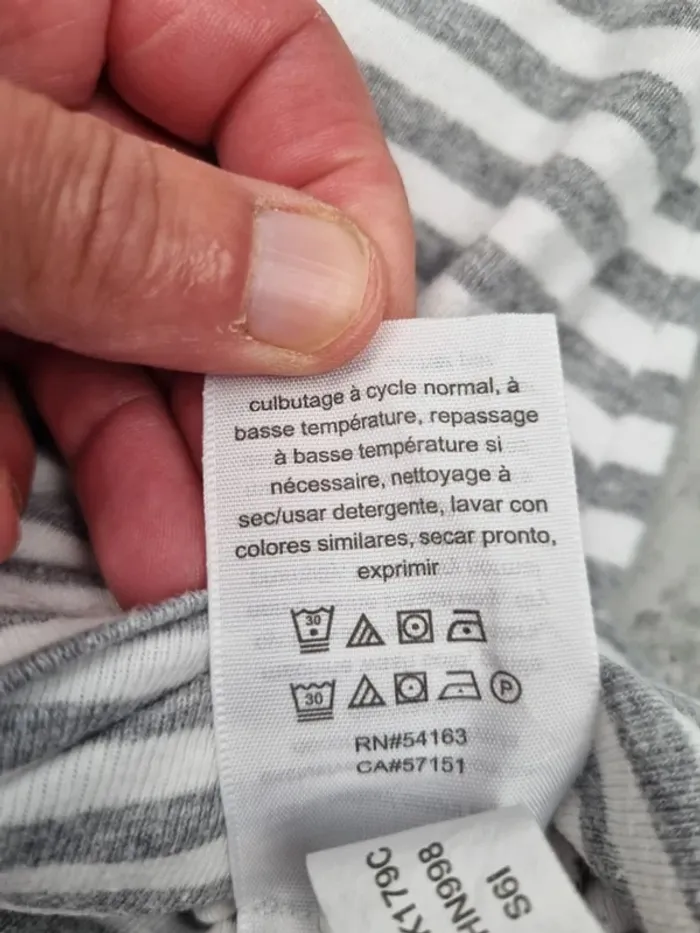 culbutage à cycle normal, à
basse température, repassage
à basse température si
nécessaire, nettoyage à
sec/usar detergente, lavar con
colores similares, secar pronto,
exprimir
30
30 P
RN#54163
CA#57151
K179C
HN998
S6I